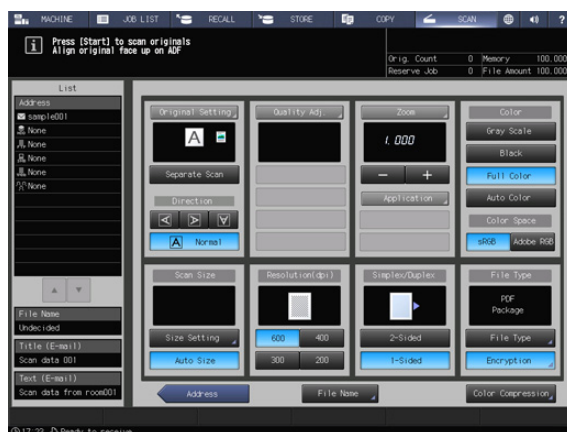 MACHINE JOB LIST RECALL STORE COPY SCAN ?
Press [Start] to scan originals
Align original face up on ADF
Orig. Count 0 Memory 100.000
Reserve Job 0 File Amount 100.000
List
Address
sample001
None
None
None
None
None
File Name
Undecided
Title (E-mail)
Scan data 001
Text (E-mail)
Scan data from room001
Original Setting
A
Separate Scan
Direction
A A A
A Normal
Quality Adj.
Zoom
1.000
− +
Application
Color
Gray Scale
Black
Full Color
Auto Color
Color Space
sRGB Adobe RGB
Scan Size
Size Setting
Auto Size
Resolution(dpi)
600 400
300 200
Simplex/Duplex
2-Sided
1-Sided
File Type
PDF
Package
File Type
Encryption
Address File Name Color Compression
17:23 Ready to receive